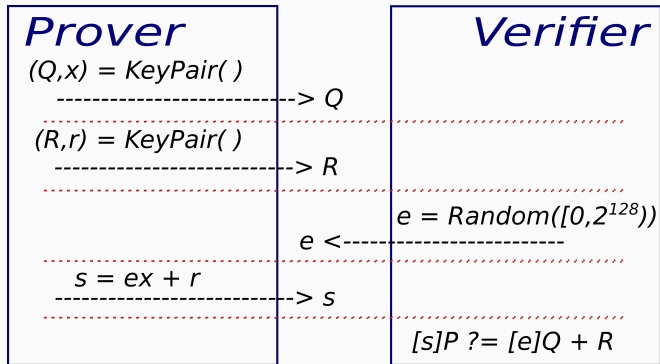 Prover Verifier
(Q,x) = KeyPair( )
---------------------------> Q
(R,r) = KeyPair( )
---------------------------> R
e = Random([0,2¹²⁸))
e <-------------------------
s = ex + r
---------------------------> s
[s]P ?= [e]Q + R